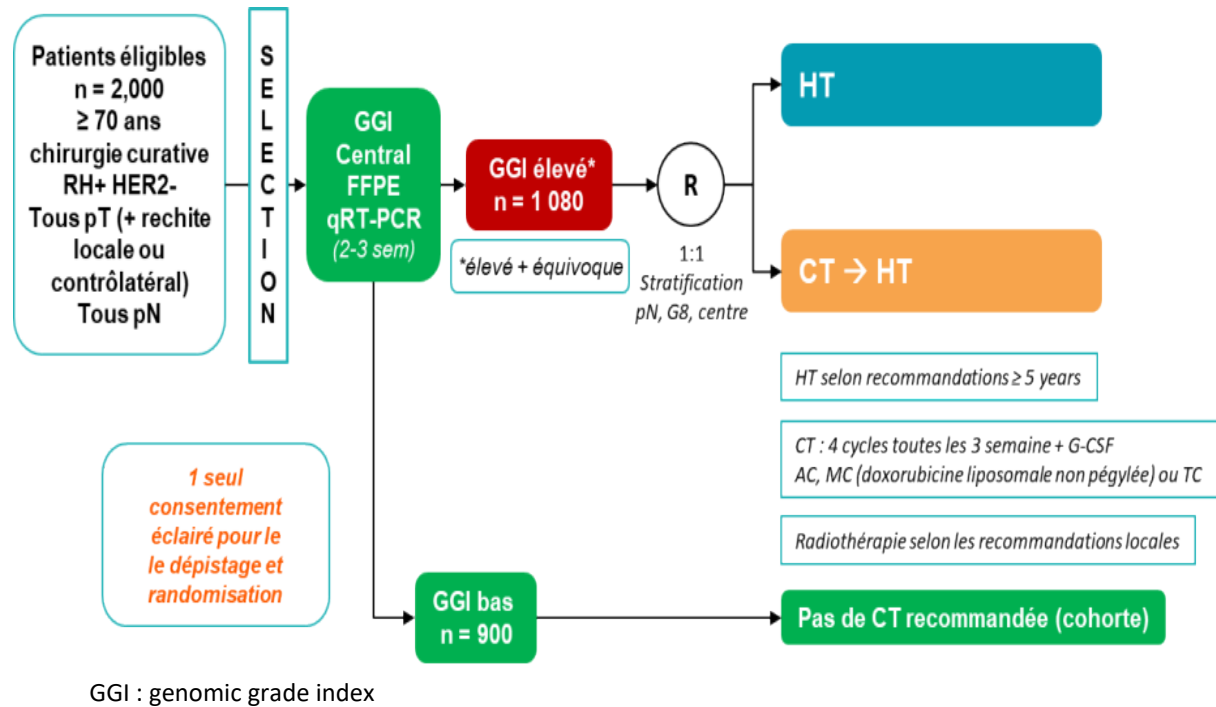 Patients éligibles
n = 2,000
≥ 70 ans
chirurgie curative
RH+ HER2-
Tous pT (+ rechite
locale ou
contrôlatéral)
Tous pN
S
E
L
E
C
T
I
O
N
GGI
Central
FFPE
qRT-PCR
(2-3 sem)
GGI élevé*
n = 1 080
*élevé + équivoque
R
1:1
Stratification
pN, G8, centre
HT
CT → HT
HT selon recommandations ≥ 5 years
CT : 4 cycles toutes les 3 semaine + G-CSF
AC, MC (doxorubicine liposomale non pégylée) ou TC
Radiothérapie selon les recommandations locales
1 seul
consentement
éclairé pour le
le dépistage et
randomisation
GGI bas
n = 900
Pas de CT recommandée (cohorte)
GGI : genomic grade index